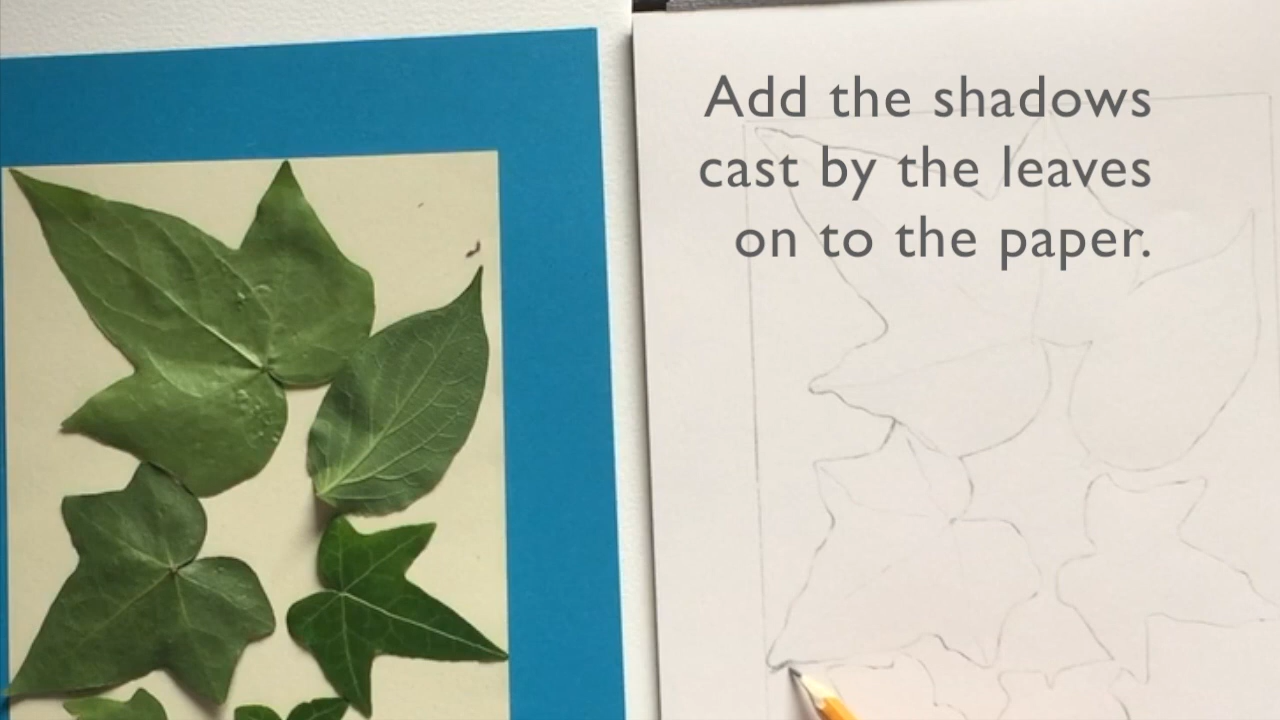 Add the shadows
cast by the leaves
on to the paper.